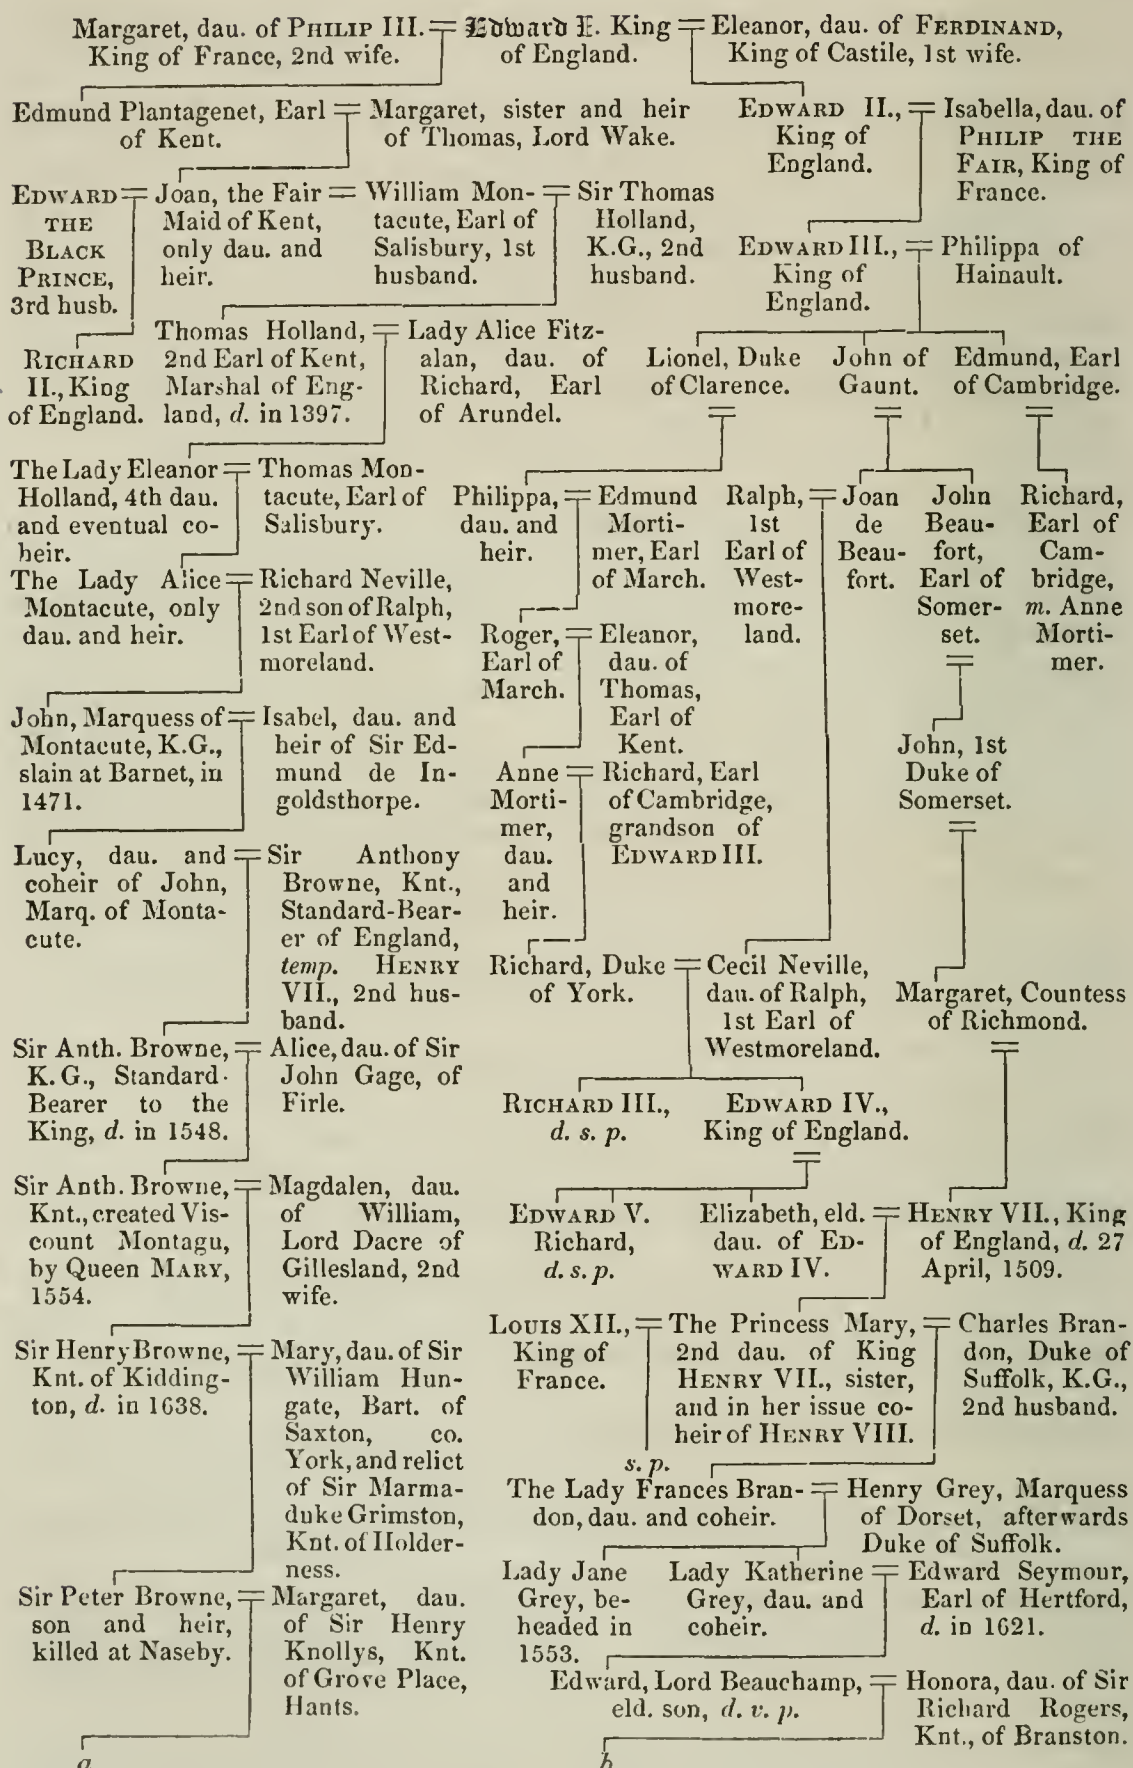 Margaret, dau. of PHILIP III. = Edward I. King = Eleanor, dau. of FERDINAND,
King of France, 2nd wife. of England. King of Castile, 1st wife.
Edmund Plantagenet, Earl = Margaret, sister and heir
of Kent. of Thomas, Lord Wake.
EDWARD II., = Isabella, dau. of
King of PHILIP THE
England. FAIR, King of
France.
EDWARD = Joan, the Fair = William Mon- = Sir Thomas
THE Maid of Kent, tacute, Earl of Holland,
BLACK only dau. and Salisbury, 1st K.G., 2nd
PRINCE, heir. husband. husband.
3rd husb.
EDWARD III., = Philippa of
King of Hainault.
England.
RICHARD
II., King
of England.
Thomas Holland, = Lady Alice Fitz-
2nd Earl of Kent, alan, dau. of
Marshal of Eng- Richard, Earl
land, d. in 1397. of Arundel.
Lionel, Duke John of Edmund, Earl
of Clarence. Gaunt. of Cambridge.
The Lady Eleanor = Thomas Mon-
Holland, 4th dau. tacute, Earl of
and eventual co- Salisbury.
heir.
Philippa, = Edmund
dau. and Morti-
heir. mer, Earl
of March.
Ralph, = Joan
1st de
Earl of Beau-
West- fort.
more-
land.
John
Beau-
fort,
Earl of
Somer-
set.
Richard,
Earl of
Cam-
bridge,
m. Anne
Morti-
mer.
The Lady Alice = Richard Neville,
Montacute, only 2nd son of Ralph,
dau. and heir. 1st Earl of West-
moreland.
Roger, = Eleanor,
Earl of dau. of
March. Thomas,
Earl of
Kent.
John, Marquess of = Isabel, dau. and
Montacute, K.G., heir of Sir Ed-
slain at Barnet, in mund de In-
1471. goldsthorpe.
Anne = Richard, Earl
Morti- of Cambridge,
mer, grandson of
dau. EDWARD III.
and
heir.
John, 1st
Duke of
Somerset.
Lucy, dau. and = Sir Anthony
coheir of John, Browne, Knt.,
Marq. of Monta- Standard-Bear-
cute. er of England,
temp. HENRY
VII., 2nd hus-
band.
Richard, Duke = Cecil Neville,
of York. dau. of Ralph,
1st Earl of
Westmoreland.
Margaret, Countess
of Richmond.
Sir Anth. Browne, = Alice, dau. of Sir
K.G., Standard- John Gage, of
Bearer to the Firle.
King, d. in 1548.
RICHARD III., EDWARD IV.,
d. s. p. King of England.
Sir Anth. Browne, = Magdalen, dau.
Knt., created Vis- of William,
count Montagu, Lord Dacre of
by Queen MARY, Gillesland, 2nd
1554. wife.
EDWARD V. Elizabeth, eld. = HENRY VII., King
Richard, dau. of ED- of England, d. 27
d. s. p. WARD IV. April, 1509.
Louis XII., = The Princess Mary, = Charles Bran-
King of 2nd dau. of King don, Duke of
France. HENRY VII., sister, Suffolk, K.G.,
and in her issue co- 2nd husband.
heir of HENRY VIII.
s. p.
Sir Henry Browne, = Mary, dau. of Sir
Knt. of Kidding- William Hun-
ton, d. in 1638. gate, Bart. of
Saxton, co.
York, and relict
of Sir Marma-
duke Grimston,
Knt. of Holder-
ness.
The Lady Frances Bran- = Henry Grey, Marquess
don, dau. and coheir. of Dorset, afterwards
Duke of Suffolk.
Lady Jane Lady Katherine = Edward Seymour,
Grey, be- Grey, dau. and Earl of Hertford,
headed in coheir. d. in 1621.
1553.
Sir Peter Browne, = Margaret, dau.
son and heir, of Sir Henry
killed at Naseby. Knollys, Knt.
of Grove Place,
Hants.
Edward, Lord Beauchamp, = Honora, dau. of Sir
eld. son, d. v. p. Richard Rogers,
Knt., of Branston.
a b